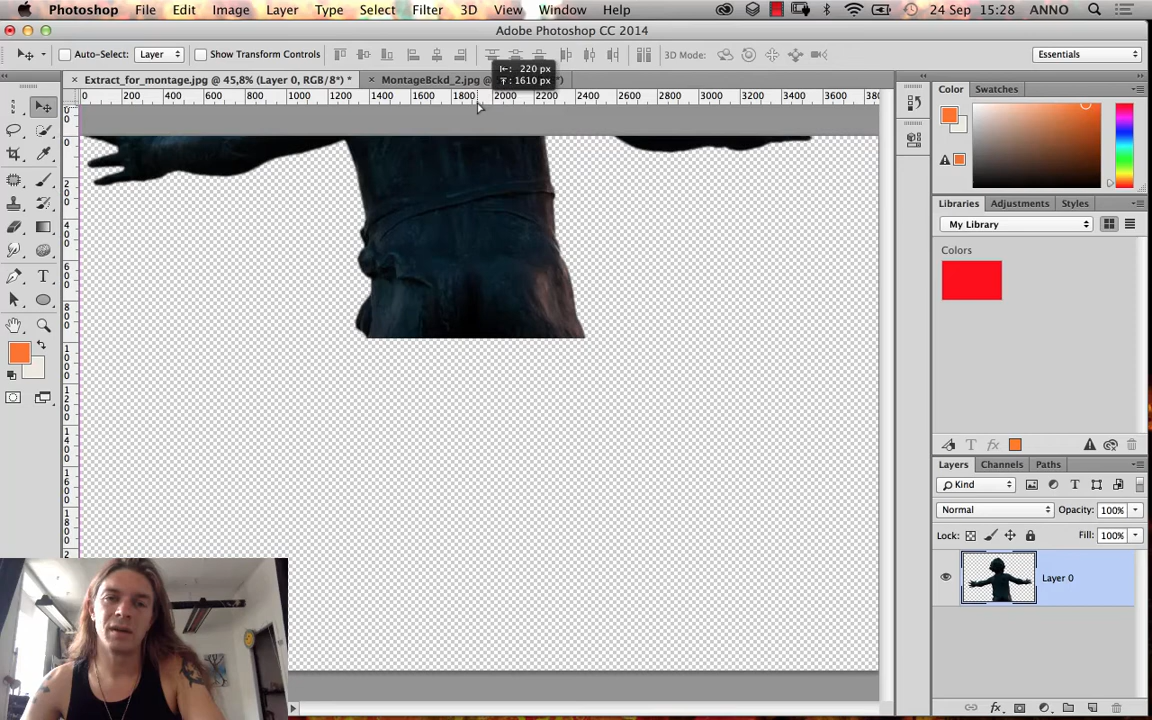 Photoshop File Edit Image Layer Type Select Filter 3D View Window Help 24 Sep 15:28 ANNO
Adobe Photoshop CC 2014
Auto-Select: Layer Show Transform Controls 3D Mode: Essentials
Extract_for_montage.jpg @ 45,8% (Layer 0, RGB/8*) * MontageBckd_2.jpg @
220 px
1610 px
0 200 400 600 800 1000 1200 1400 1600 1800 2000 2200 2400 2600 2800 3000 3200 3400 3600
Color Swatches
Libraries Adjustments Styles
My Library
Colors
Layers Channels Paths
Kind
Normal Opacity: 100%
Lock: Fill: 100%
Layer 0